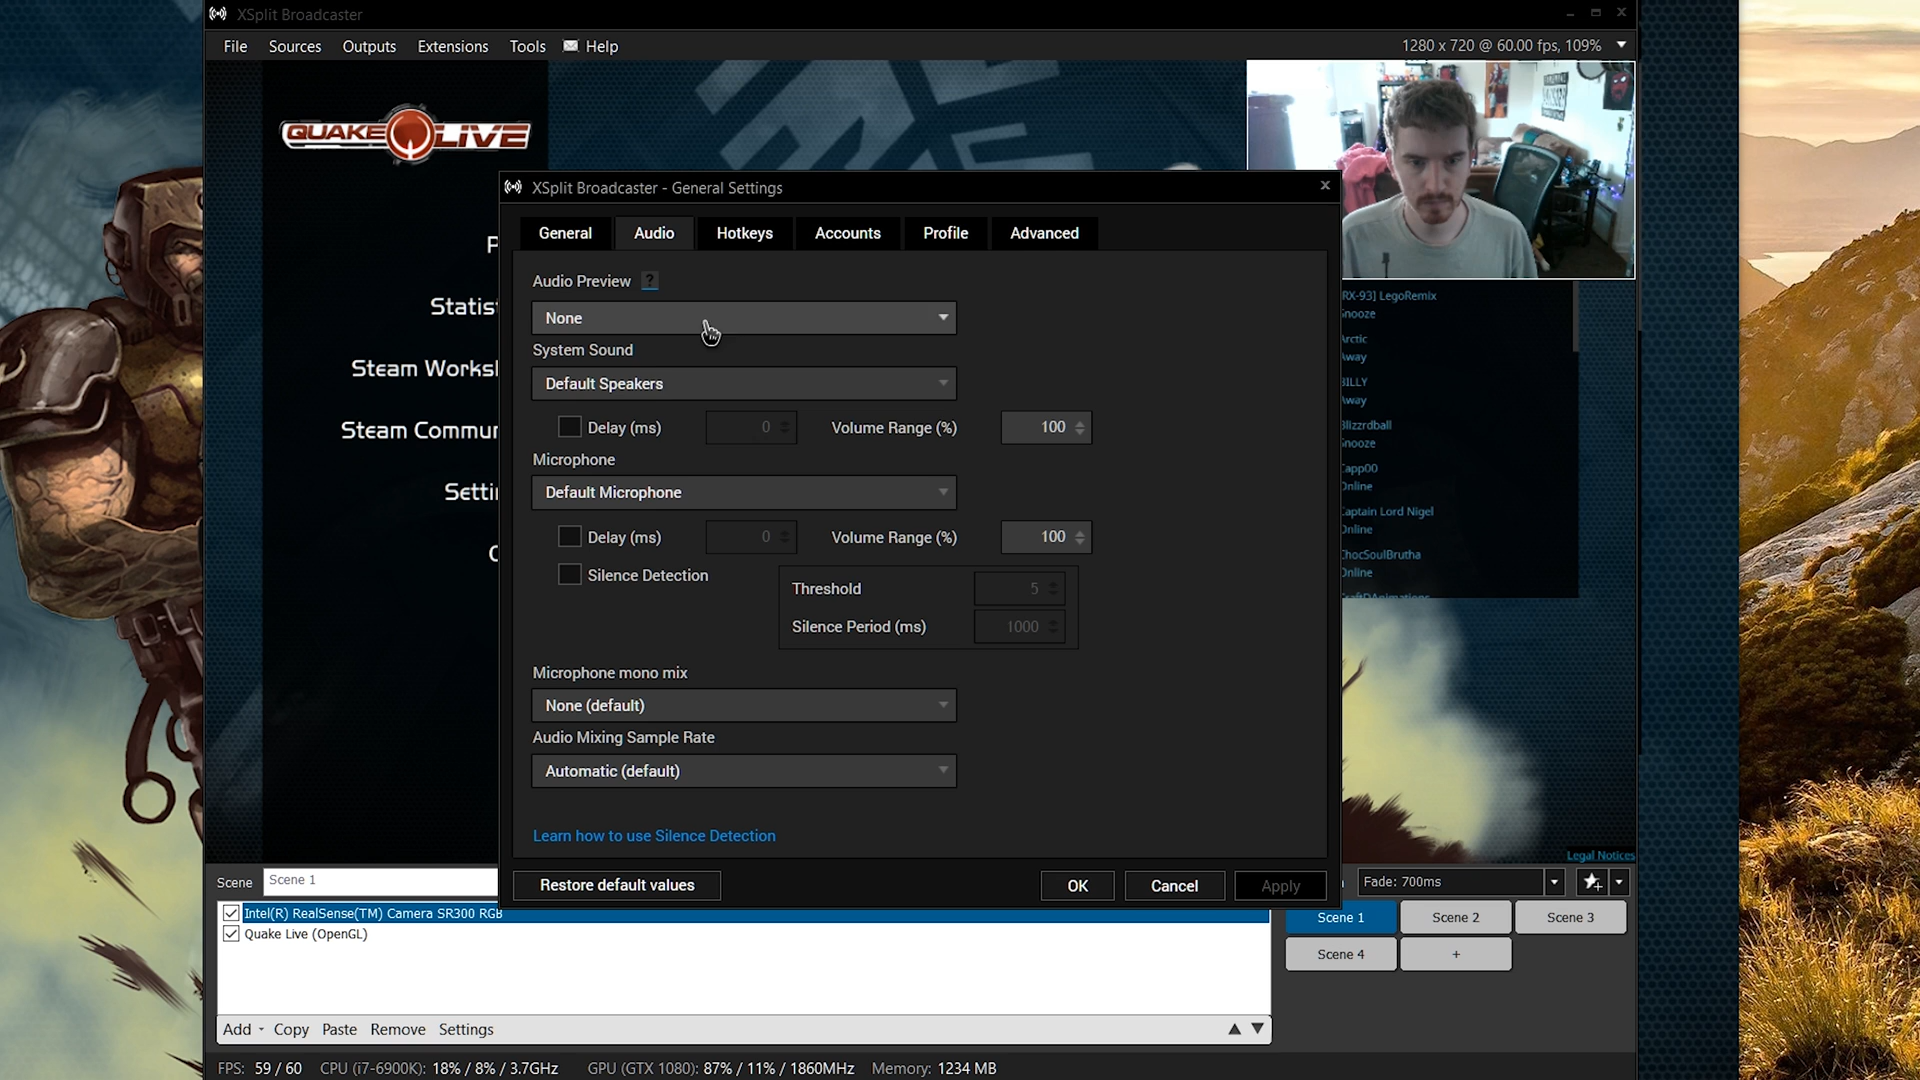 XSplit Broadcaster
File Sources Outputs Extensions Tools Help
1280 x 720 @ 60.00 fps, 109%
QUAKE LIVE
XSplit Broadcaster - General Settings
General Audio Hotkeys Accounts Profile Advanced
Audio Preview ?
None
System Sound
Default Speakers
Delay (ms) 0 Volume Range (%) 100
Microphone
Default Microphone
Delay (ms) 0 Volume Range (%) 100
Silence Detection
Threshold 5
Silence Period (ms) 1000
Microphone mono mix
None (default)
Audio Mixing Sample Rate
Automatic (default)
Learn how to use Silence Detection
Restore default values OK Cancel Apply
P
Statist
Steam Worksl
Steam Commur
Settin
RX-93] LegoRemix
Snooze
Arctic
Away
BILLY
Away
Blizzrdball
Snooze
Capp00
Online
Captain Lord Nigel
Online
ChocSoulBrutha
Online
CraftDAnimations
Legal Notices
Scene Scene 1
Fade: 700ms
Intel(R) RealSense(TM) Camera SR300 RGB
Quake Live (OpenGL)
Scene 1 Scene 2 Scene 3
Scene 4 +
Add Copy Paste Remove Settings
FPS: 59 / 60 CPU (i7-6900K): 18% / 8% / 3.7GHz GPU (GTX 1080): 87% / 11% / 1860MHz Memory: 1234 MB